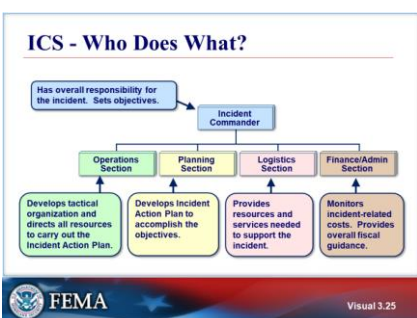 ICS - Who Does What?
Has overall responsibility for
the incident. Sets objectives.
Incident
Commander
Operations
Section
Planning
Section
Logistics
Section
Finance/Admin
Section
Develops tactical
organization and
directs all resources
to carry out the
Incident Action Plan.
Develops Incident
Action Plan to
accomplish the
objectives.
Provides
resources and
services needed
to support the
incident.
Monitors
incident-related
costs. Provides
overall fiscal
guidance.
FEMA
Visual 3.25